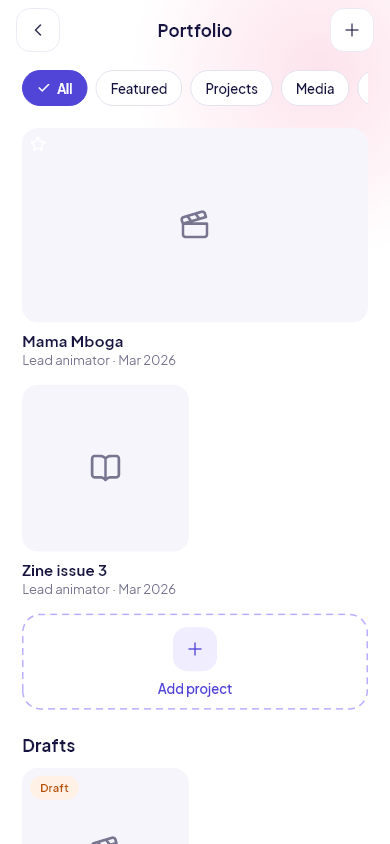 Portfolio
All
Featured
Projects
Media
Mama Mboga
Lead animator · Mar 2026
Zine issue 3
Lead animator · Mar 2026
Add project
Drafts
Draft